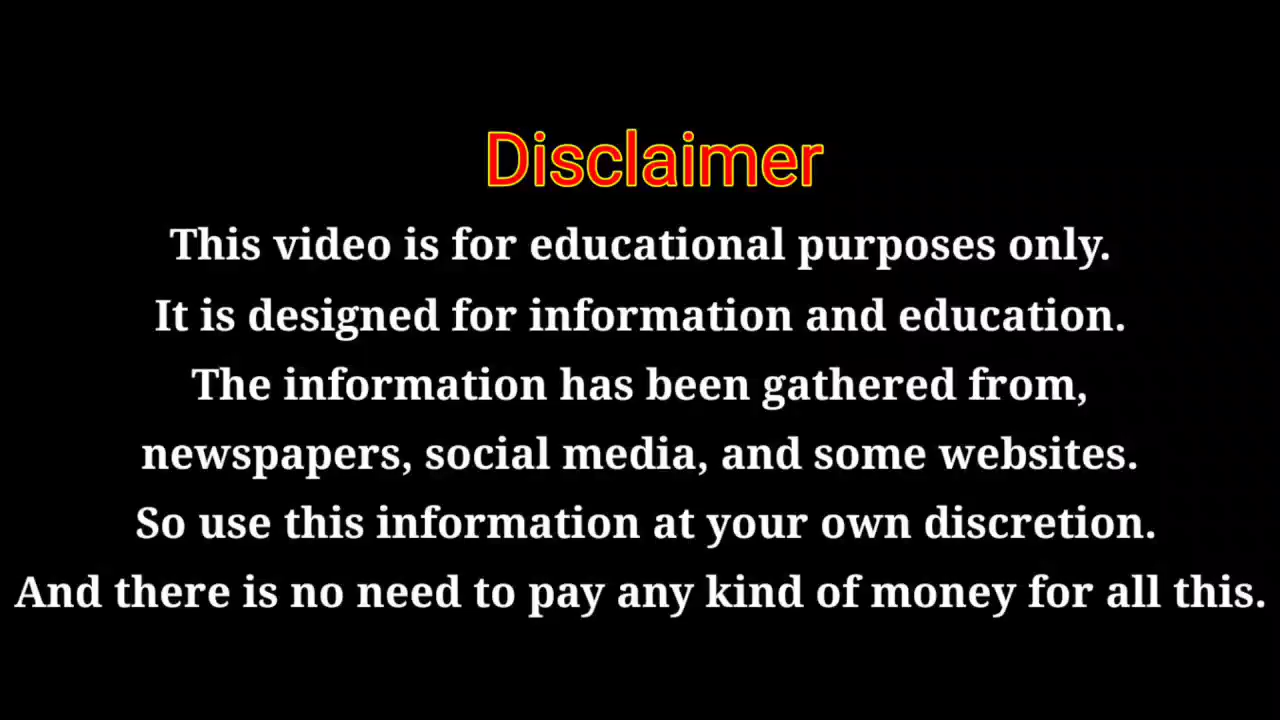 Disclaimer
This video is for educational purposes only.
It is designed for information and education.
The information has been gathered from,
newspapers, social media, and some websites.
So use this information at your own discretion.
And there is no need to pay any kind of money for all this.